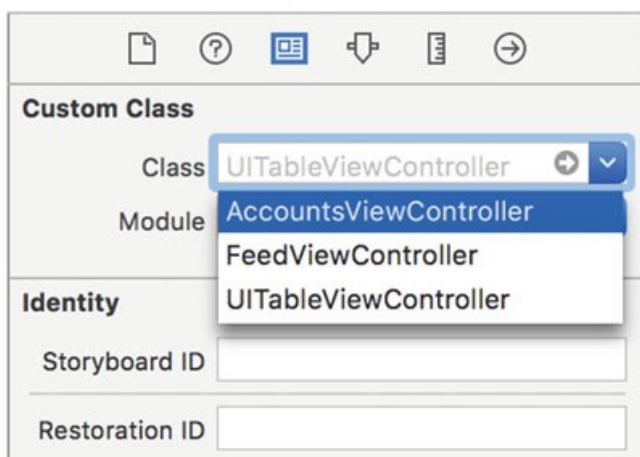 Custom Class
Class UITableViewController
Module AccountsViewController
FeedViewController
UITableViewController
Identity
Storyboard ID
Restoration ID